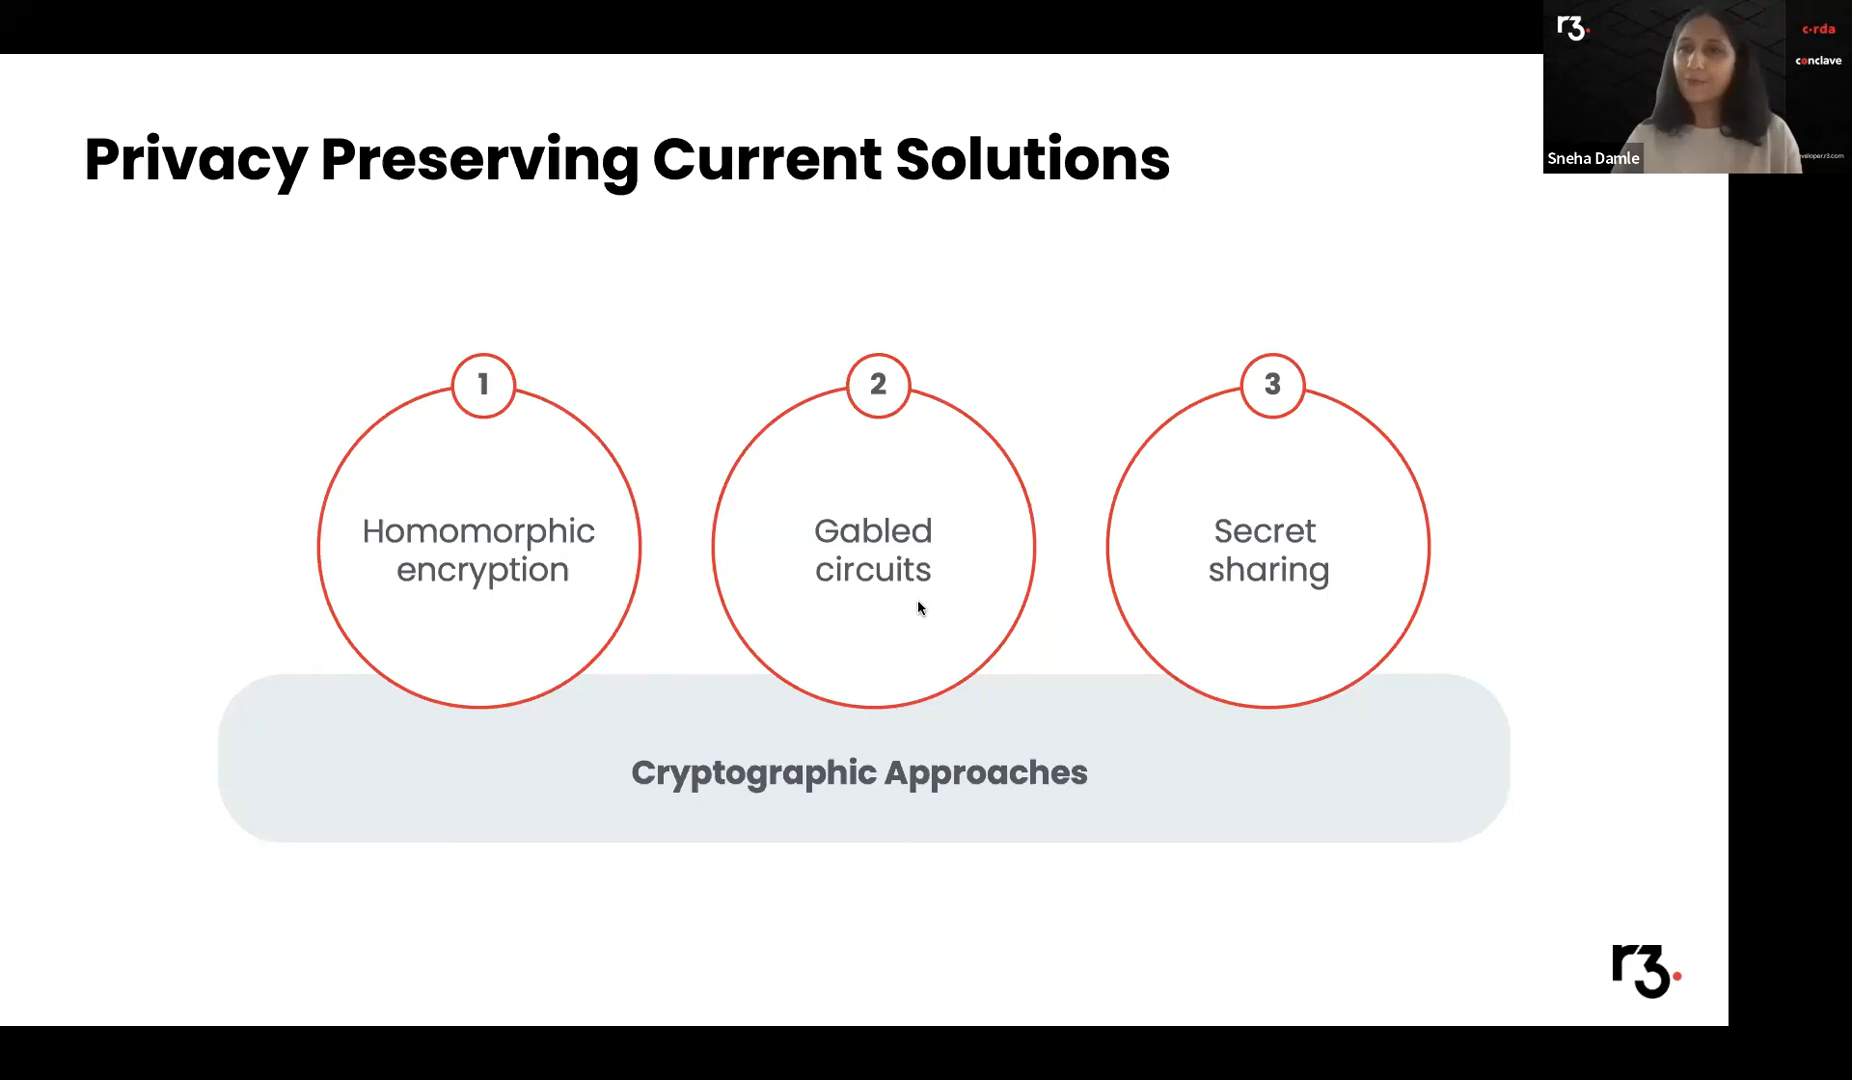 r3.
c·rda
conclave
Sneha Damle
Privacy Preserving Current Solutions
1
2
3
Homomorphic
encryption
Gabled
circuits
Secret
sharing
Cryptographic Approaches
r3.